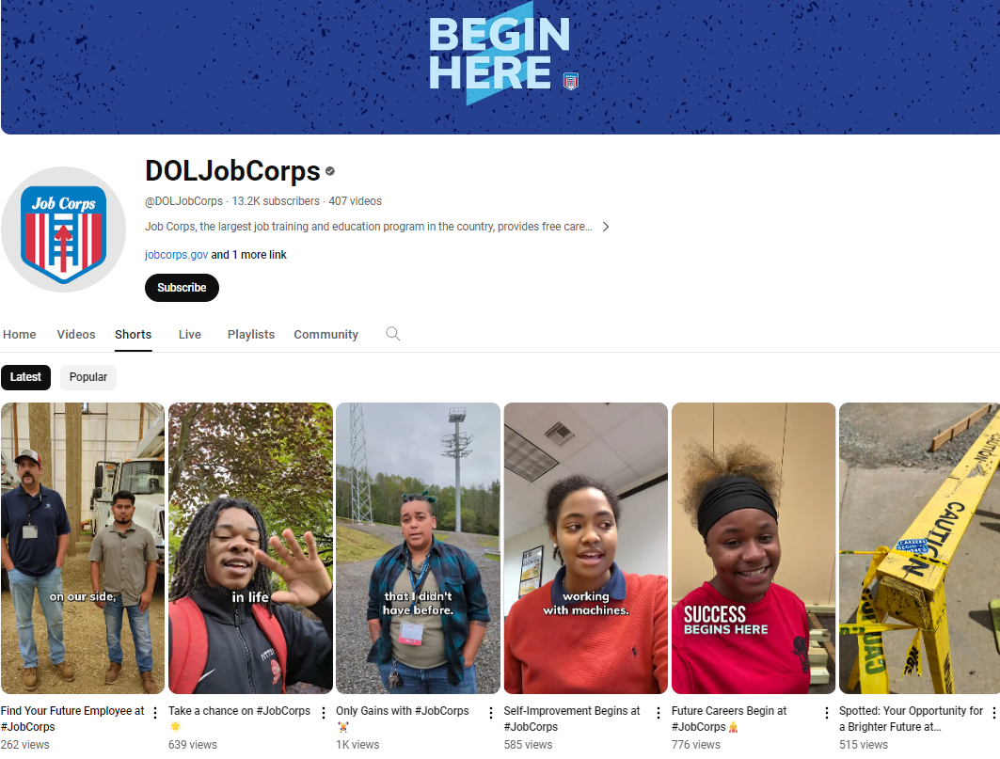 BEGIN
HERE
Job Corps
DOLJobCorps
@DOLJobCorps · 13.2K subscribers · 407 videos
Job Corps, the largest job training and education program in the country, provides free care...
jobcorps.gov and 1 more link
Subscribe
Home Videos Shorts Live Playlists Community
Latest Popular
on our side,
in life
that I didn't
have before.
working
with machines.
SUCCESS
BEGINS HERE
CAUTION
CAREERS
BEGIN
HERE
Find Your Future Employee at
#JobCorps
262 views
Take a chance on #JobCorps
🌟
639 views
Only Gains with #JobCorps
🏋️
1K views
Self-Improvement Begins at
#JobCorps
585 views
Future Careers Begin at
#JobCorps
776 views
Spotted: Your Opportunity for
a Brighter Future at...
515 views